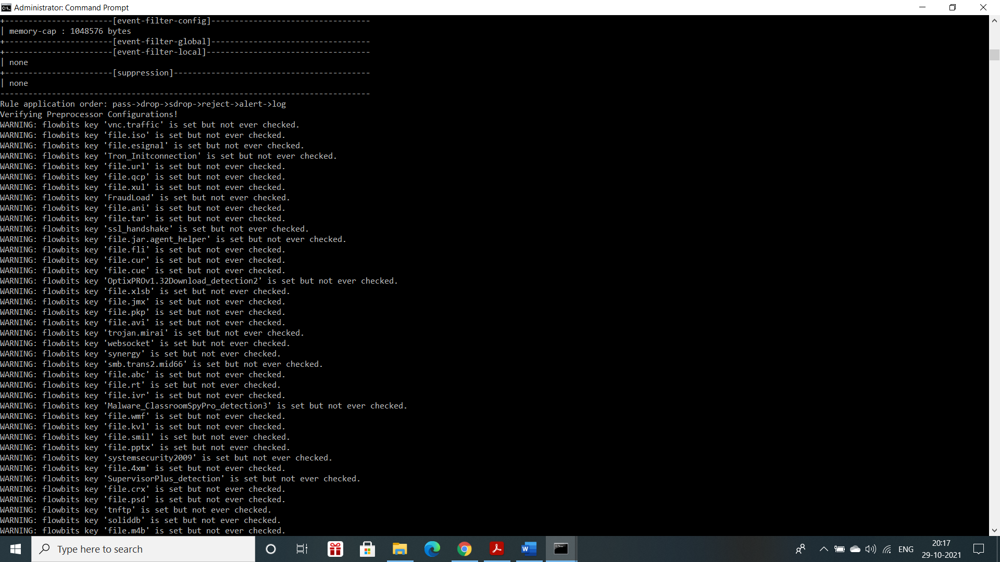 Administrator: Command Prompt
+-----------------------[event-filter-config]----------------------------------
| memory-cap : 1048576 bytes
+-----------------------[event-filter-global]----------------------------------
+-----------------------[event-filter-local]-----------------------------------
| none
+-----------------------[suppression]------------------------------------------
| none
-------------------------------------------------------------------------------
Rule application order: pass->drop->sdrop->reject->alert->log
Verifying Preprocessor Configurations!
WARNING: flowbits key 'vnc.traffic' is set but not ever checked.
WARNING: flowbits key 'file.iso' is set but not ever checked.
WARNING: flowbits key 'file.esignal' is set but not ever checked.
WARNING: flowbits key 'Tron_Initconnection' is set but not ever checked.
WARNING: flowbits key 'file.url' is set but not ever checked.
WARNING: flowbits key 'file.qcp' is set but not ever checked.
WARNING: flowbits key 'file.xul' is set but not ever checked.
WARNING: flowbits key 'FraudLoad' is set but not ever checked.
WARNING: flowbits key 'file.ani' is set but not ever checked.
WARNING: flowbits key 'file.tar' is set but not ever checked.
WARNING: flowbits key 'ssl_handshake' is set but not ever checked.
WARNING: flowbits key 'file.jar.agent_helper' is set but not ever checked.
WARNING: flowbits key 'file.fli' is set but not ever checked.
WARNING: flowbits key 'file.cur' is set but not ever checked.
WARNING: flowbits key 'file.cue' is set but not ever checked.
WARNING: flowbits key 'OptixPROv1.32Download_detection2' is set but not ever checked.
WARNING: flowbits key 'file.xlsb' is set but not ever checked.
WARNING: flowbits key 'file.jmx' is set but not ever checked.
WARNING: flowbits key 'file.pkp' is set but not ever checked.
WARNING: flowbits key 'file.avi' is set but not ever checked.
WARNING: flowbits key 'trojan.mirai' is set but not ever checked.
WARNING: flowbits key 'websocket' is set but not ever checked.
WARNING: flowbits key 'synergy' is set but not ever checked.
WARNING: flowbits key 'smb.trans2.mid66' is set but not ever checked.
WARNING: flowbits key 'file.abc' is set but not ever checked.
WARNING: flowbits key 'file.rt' is set but not ever checked.
WARNING: flowbits key 'file.ivr' is set but not ever checked.
WARNING: flowbits key 'Malware_ClassroomSpyPro_detection3' is set but not ever checked.
WARNING: flowbits key 'file.wmf' is set but not ever checked.
WARNING: flowbits key 'file.kvl' is set but not ever checked.
WARNING: flowbits key 'file.smil' is set but not ever checked.
WARNING: flowbits key 'file.pptx' is set but not ever checked.
WARNING: flowbits key 'systemsecurity2009' is set but not ever checked.
WARNING: flowbits key 'file.4xm' is set but not ever checked.
WARNING: flowbits key 'SupervisorPlus_detection' is set but not ever checked.
WARNING: flowbits key 'file.crx' is set but not ever checked.
WARNING: flowbits key 'file.psd' is set but not ever checked.
WARNING: flowbits key 'tnftp' is set but not ever checked.
WARNING: flowbits key 'soliddb' is set but not ever checked.
WARNING: flowbits key 'file.m4b' is set but not ever checked.
Type here to search
ENG
20:17
29-10-2021